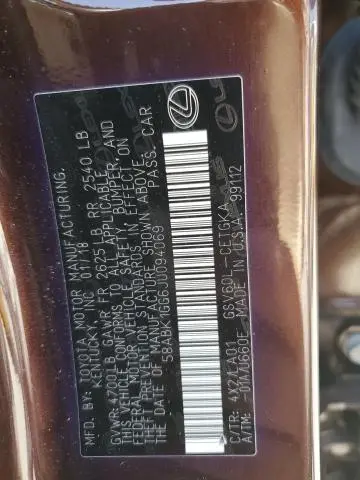 MFD. BY: TOYOTA MOTOR MANUFACTURING,
KENTUCKY, INC. 01/18
GVWR: 4700LB GAWR FR 2625 LB RR 2540 LB
THIS VEHICLE CONFORMS TO ALL APPLICABLE
FEDERAL MOTOR VEHICLE SAFETY, BUMPER, AND
THEFT PREVENTION STANDARDS IN EFFECT ON
THE DATE OF MANUFACTURE SHOWN ABOVE.
PASS. CAR
C/TR: 4X2/LA01 GSV60L-CETGKA
A/TM: -01A/U660F MADE IN U.S.A. 99112
LEXUS